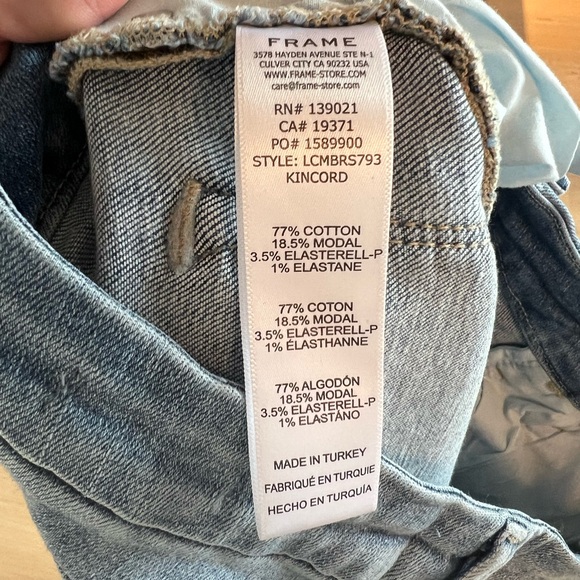 FRAME
3578 HAYDEN AVENUE STE N-1
CULVER CITY CA 90232 USA
WWW.FRAME-STORE.COM
care@frame-store.com
RN# 139021
CA# 19371
PO# 1589900
STYLE: LCMBRS793
KINCORD
77% COTTON
18.5% MODAL
3.5% ELASTERELL-P
1% ELASTANE
77% COTON
18.5% MODAL
3.5% ELASTERELL-P
1% ÉLASTHANNE
77% ALGODÓN
18.5% MODAL
3.5% ELASTERELL-P
1% ELASTANO
MADE IN TURKEY
FABRIQUÉ EN TURQUIE
HECHO EN TURQUÍA